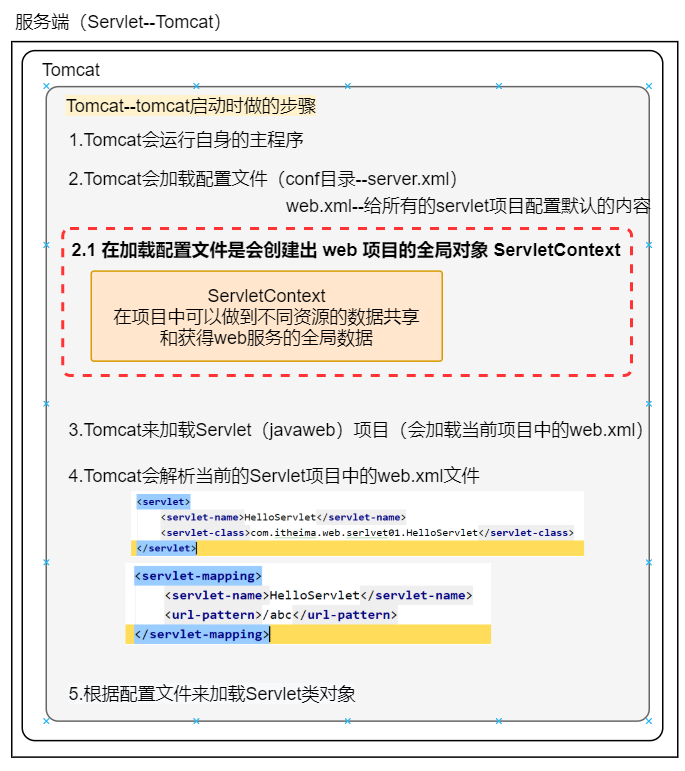 服务端（Servlet--Tomcat）
Tomcat
Tomcat--tomcat启动时做的步骤
1.Tomcat会运行自身的主程序
2.Tomcat会加载配置文件（conf目录--server.xml）
web.xml--给所有的servlet项目配置默认的内容
2.1 在加载配置文件是会创建出 web 项目的全局对象 ServletContext
ServletContext
在项目中可以做到不同资源的数据共享
和获得web服务的全局数据
3.Tomcat来加载Servlet（javaweb）项目（会加载当前项目中的web.xml）
4.Tomcat会解析当前的Servlet项目中的web.xml文件
<servlet>
<servlet-name>HelloServlet</servlet-name>
<servlet-class>com.itheima.web.serlvet01.HelloServlet</servlet-class>
</servlet>
<servlet-mapping>
<servlet-name>HelloServlet</servlet-name>
<url-pattern>/abc</url-pattern>
</servlet-mapping>
5.根据配置文件来加载Servlet类对象